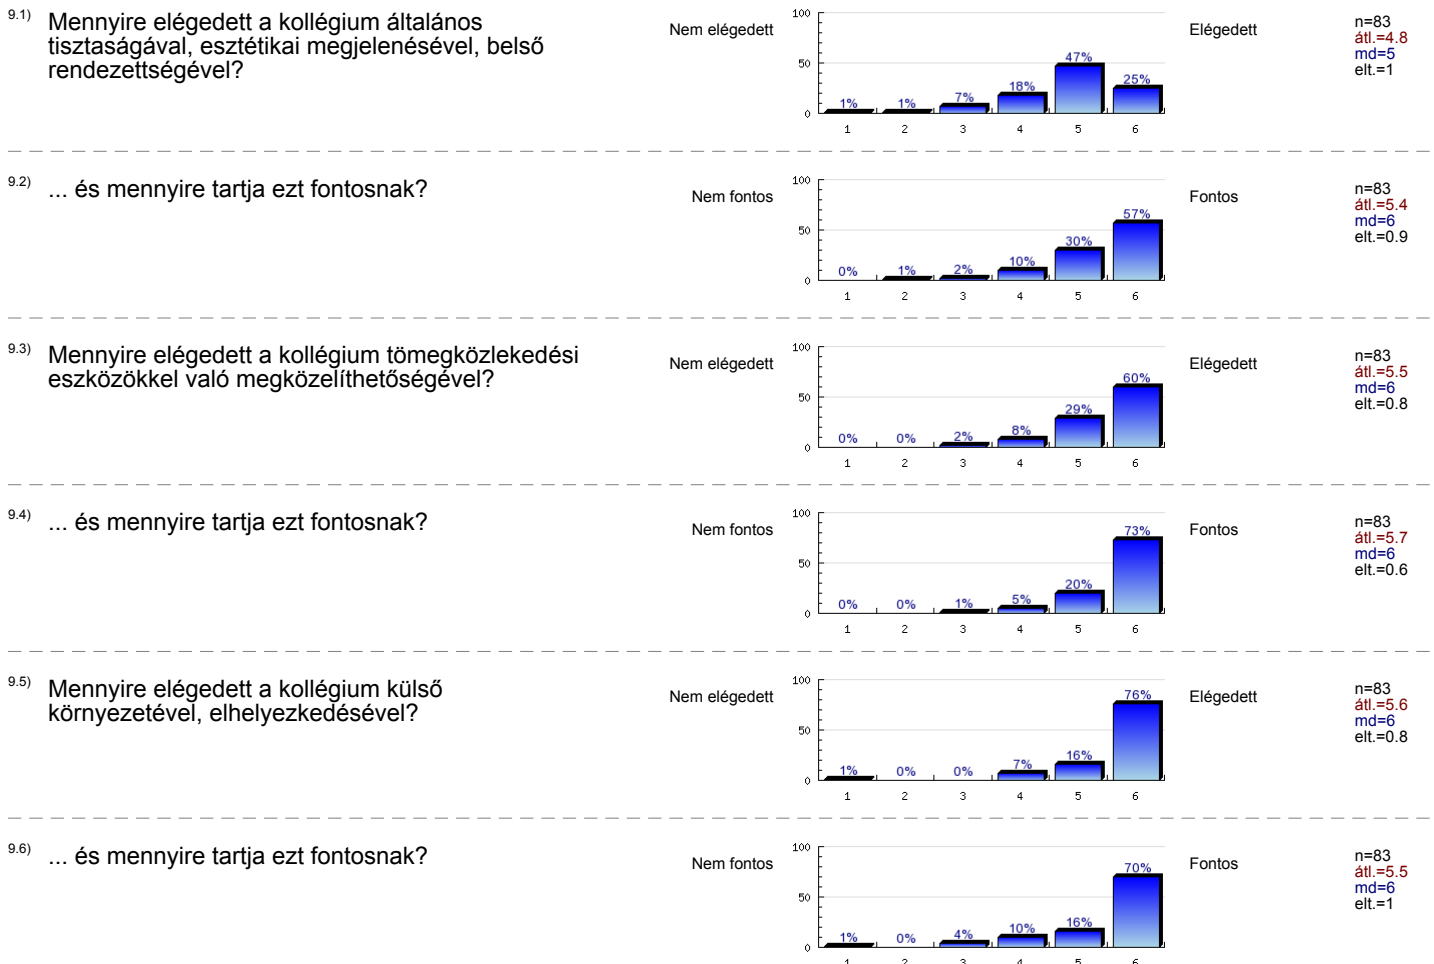 9.1) Mennyire elégedett a kollégium általános
tisztaságával, esztétikai megjelenésével, belső
rendezettségével?
Nem elégedett
100
50
0
1% 1% 7% 18% 47% 25%
1 2 3 4 5 6
Elégedett
n=83
átl.=4.8
md=5
elt.=1
9.2) ... és mennyire tartja ezt fontosnak?
Nem fontos
100
50
0
0% 1% 2% 10% 30% 57%
1 2 3 4 5 6
Fontos
n=83
átl.=5.4
md=6
elt.=0.9
9.3) Mennyire elégedett a kollégium tömegközlekedési
eszközökkel való megközelíthetőségével?
Nem elégedett
100
50
0
0% 0% 2% 8% 29% 60%
1 2 3 4 5 6
Elégedett
n=83
átl.=5.5
md=6
elt.=0.8
9.4) ... és mennyire tartja ezt fontosnak?
Nem fontos
100
50
0
0% 0% 1% 5% 20% 73%
1 2 3 4 5 6
Fontos
n=83
átl.=5.7
md=6
elt.=0.6
9.5) Mennyire elégedett a kollégium külső
környezetével, elhelyezkedésével?
Nem elégedett
100
50
0
1% 0% 0% 7% 16% 76%
1 2 3 4 5 6
Elégedett
n=83
átl.=5.6
md=6
elt.=0.8
9.6) ... és mennyire tartja ezt fontosnak?
Nem fontos
100
50
0
1% 0% 4% 10% 16% 70%
1 2 3 4 5 6
Fontos
n=83
átl.=5.5
md=6
elt.=1